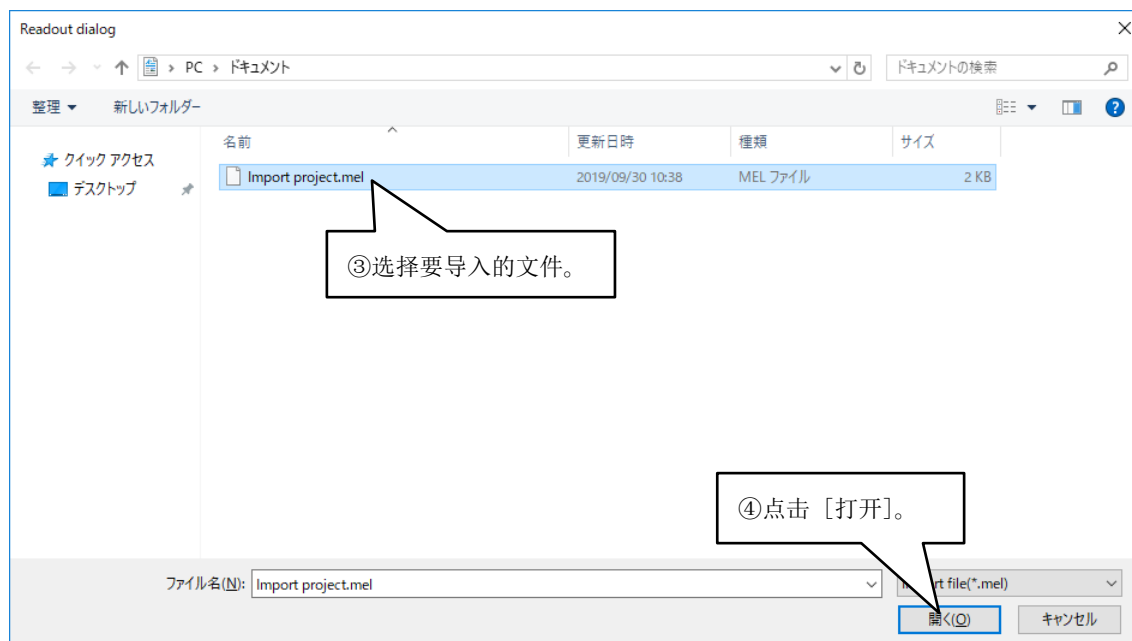 Readout dialog
PC > ドキュメント
ドキュメントの検索
整理 新しいフォルダー
名前 更新日時 種類 サイズ
クイック アクセス
デスクトップ
Import project.mel 2019/09/30 10:38 MEL ファイル 2 KB
③选择要导入的文件。
④点击 [打开]。
ファイル名(N): Import project.mel
file(*.mel)
開く(O) キャンセル